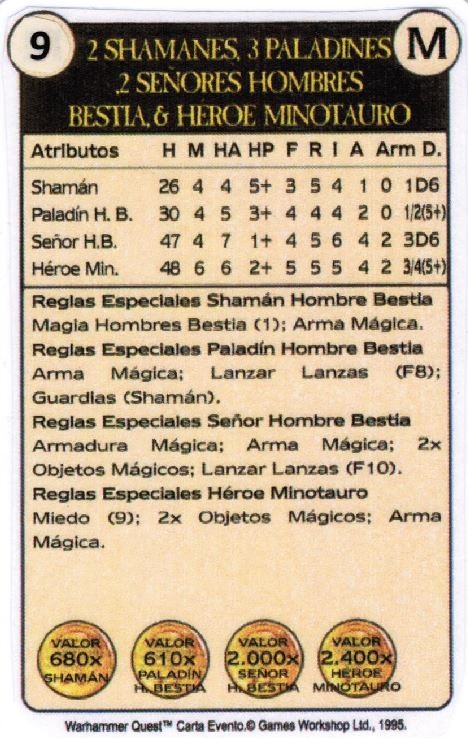 9
2 SHAMANES, 3 PALADINES
,2 SEÑORES HOMBRES
BESTIA, & HÉROE MINOTAURO
M
Atributos H M HA HP F R I A Arm D.
Shamán 26 4 4 5+ 3 5 4 1 0 1D6
Paladín H. B. 30 4 5 3+ 4 4 4 2 0 1/2(5+)
Señor H.B. 47 4 7 1+ 4 5 6 4 2 3D6
Héroe Min. 48 6 6 2+ 5 5 5 4 2 3/4(5+)
Reglas Especiales Shamán Hombre Bestia
Magia Hombres Bestia (1); Arma Mágica.
Reglas Especiales Paladín Hombre Bestia
Arma Mágica; Lanzar Lanzas (F8);
Guardias (Shamán).
Reglas Especiales Señor Hombre Bestia
Armadura Mágica; Arma Mágica; 2x
Objetos Mágicos; Lanzar Lanzas (F10).
Reglas Especiales Héroe Minotauro
Miedo (9); 2x Objetos Mágicos; Arma
Mágica.
VALOR
680x
SHAMÁN
VALOR
610x
PALADÍN
H. BESTIA
VALOR
2.000x
SEÑOR
H. BESTIA
VALOR
2.400x
HÉROE
MINOTAURO
Warhammer Quest™ Carta Evento.© Games Workshop Ltd., 1995.